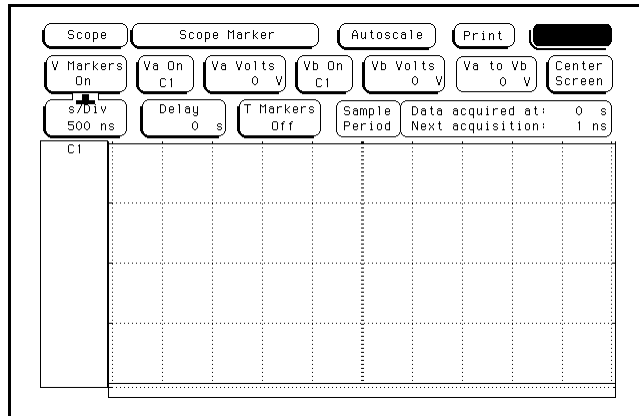 Scope
Scope Marker
Autoscale
Print
V Markers
On
Va On
C1
Va Volts
0 V
Vb On
C1
Vb Volts
0 V
Va to Vb
0 V
Center
Screen
s/Div
500 ns
Delay
0 s
T Markers
Off
Sample
Period
Data acquired at: 0 s
Next acquisition: 1 ns
C1